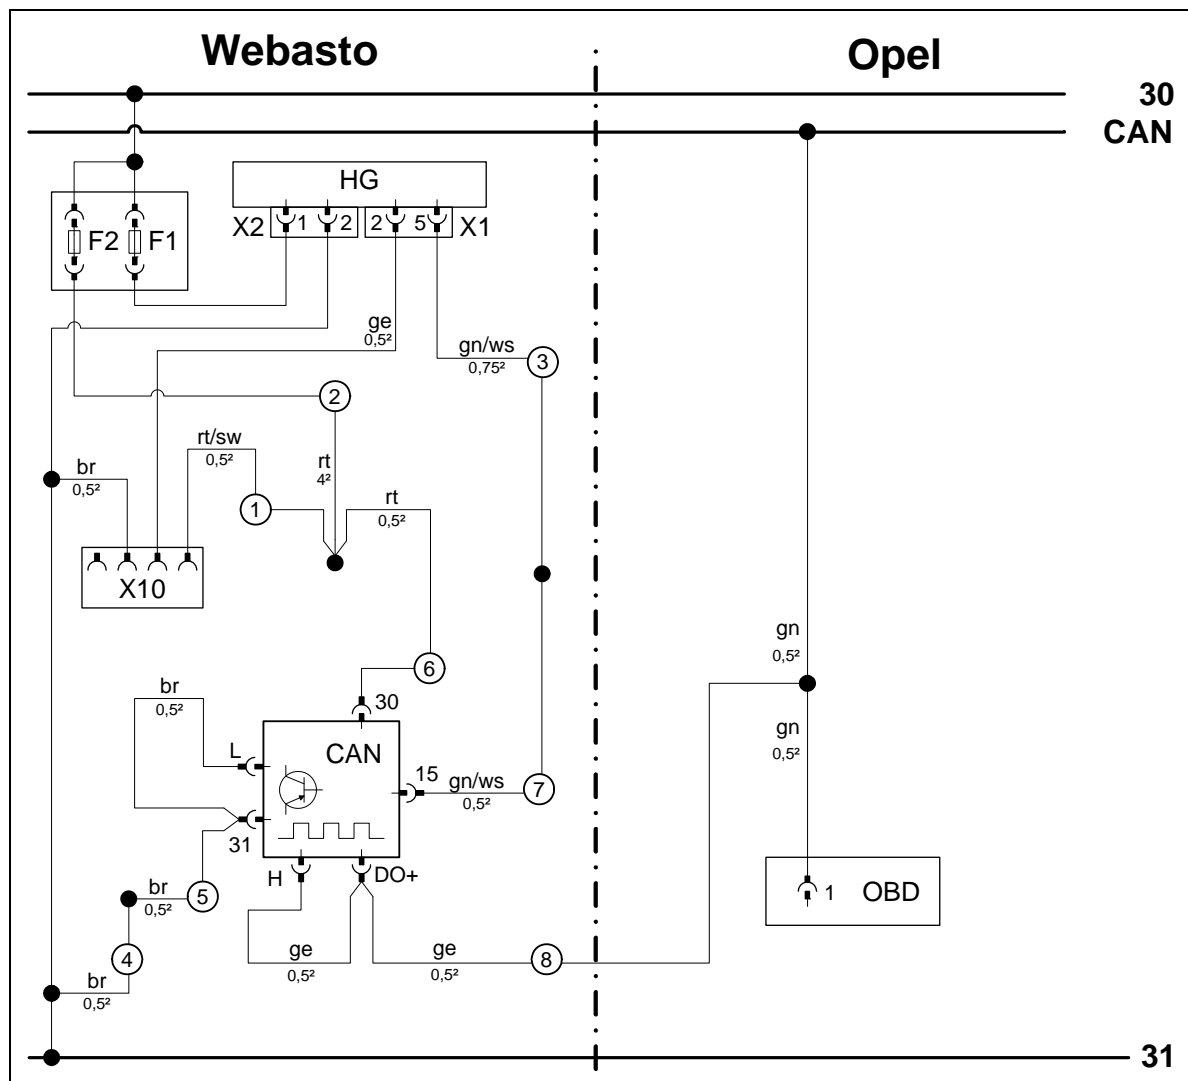 Webasto
Opel
30
CAN
HG
X2 1 2 2 5 X1
F2 F1
ge
0,5²
gn/ws
0,75²
3
2
rt/sw
0,5²
br
0,5²
rt
4²
rt
0,5²
1
X10
gn
0,5²
6
br
0,5²
30
gn
0,5²
L
CAN
15
gn/ws
0,5²
7
31
H
DO+
br
0,5²
5
1 OBD
ge
0,5²
ge
0,5²
8
4
br
0,5²
31